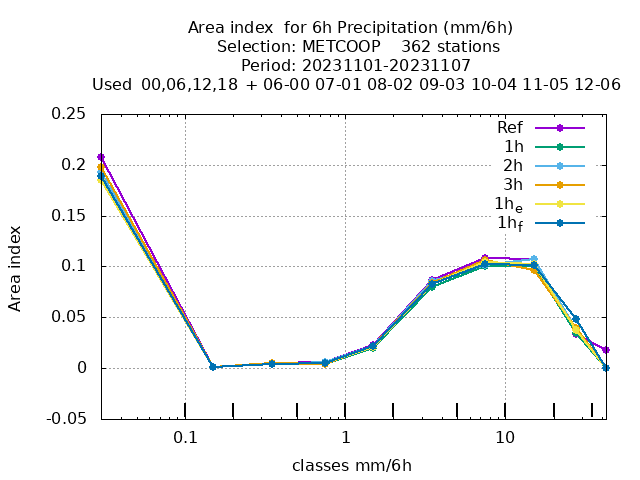 Area index  for 6h Precipitation (mm/6h)
Selection: METCOOP    362 stations
Period: 20231101-20231107
Used  00,06,12,18  + 06-00 07-01 08-02 09-03 10-04 11-05 12-06
0.25
0.2
0.15
0.1
0.05
0
-0.05
Area index
Ref
1h
2h
3h
1he
1hf
0.1
1
10
classes mm/6h